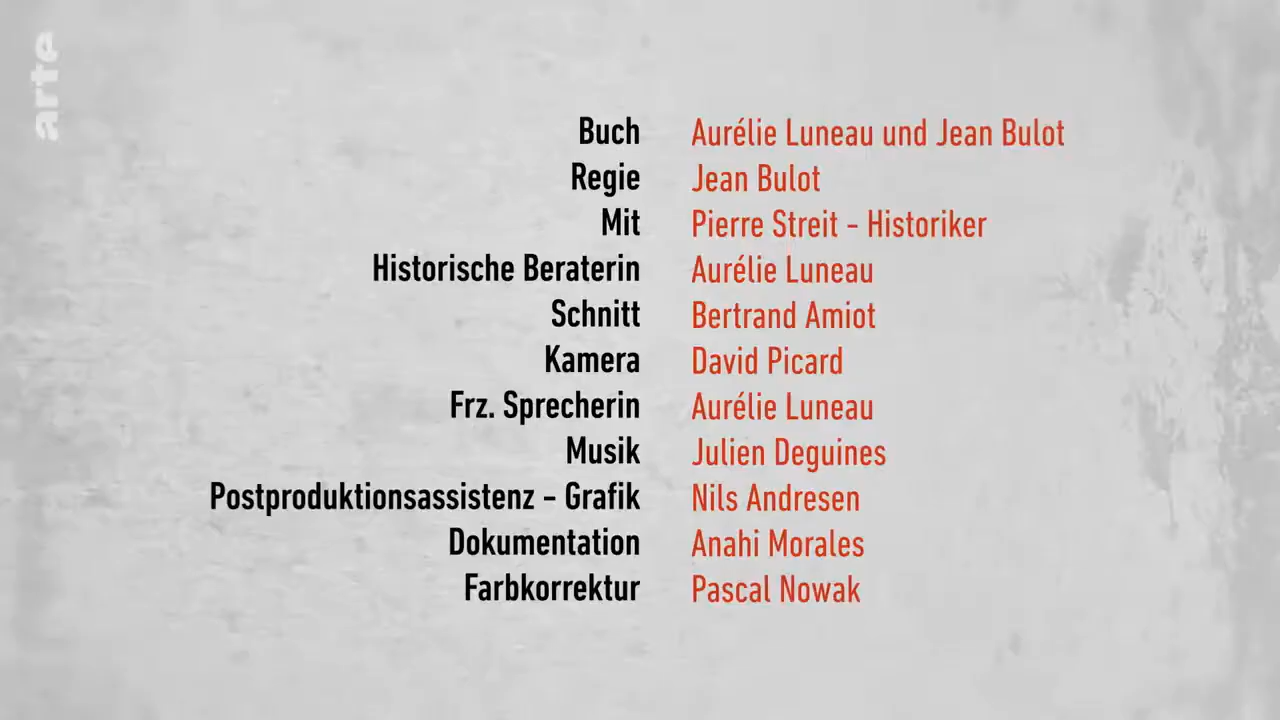 arte
Buch Aurélie Luneau und Jean Bulot
Regie Jean Bulot
Mit Pierre Streit - Historiker
Historische Beraterin Aurélie Luneau
Schnitt Bertrand Amiot
Kamera David Picard
Frz. Sprecherin Aurélie Luneau
Musik Julien Deguines
Postproduktionsassistenz - Grafik Nils Andresen
Dokumentation Anahi Morales
Farbkorrektur Pascal Nowak